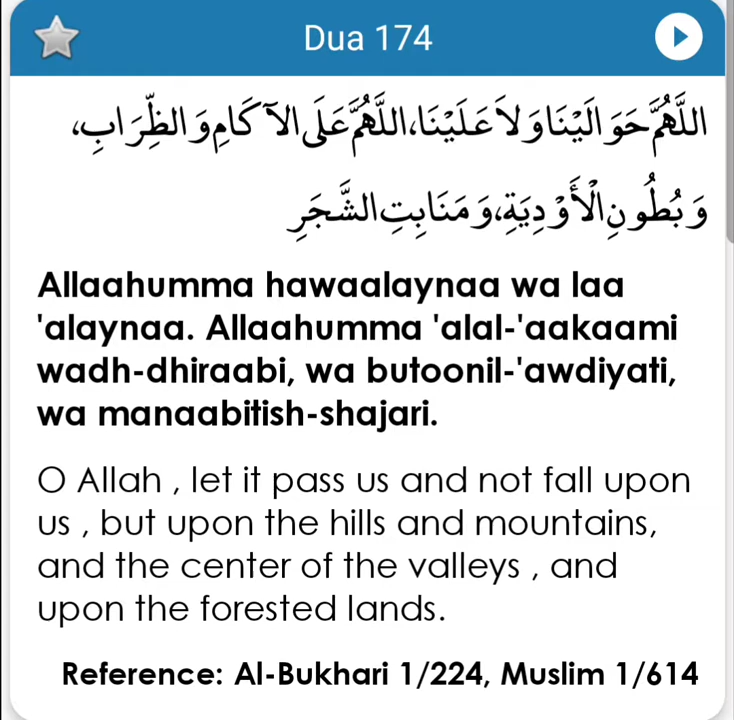 Dua 174
اللَّهُمَّ حَوَالَيْنَا وَلاَ عَلَيْنَا، اللَّهُمَّ عَلَى الآكَامِ وَالظِّرَابِ،
وَبُطُونِ الْأَوْدِيَةِ، وَمَنَابِتِ الشَّجَرِ
Allaahumma hawaalaynaa wa laa
'alaynaa. Allaahumma 'alal-'aakaami
wadh-dhiraabi, wa butoonil-'awdiyati,
wa manaabitish-shajari.
O Allah , let it pass us and not fall upon
us , but upon the hills and mountains,
and the center of the valleys , and
upon the forested lands.
Reference: Al-Bukhari 1/224, Muslim 1/614